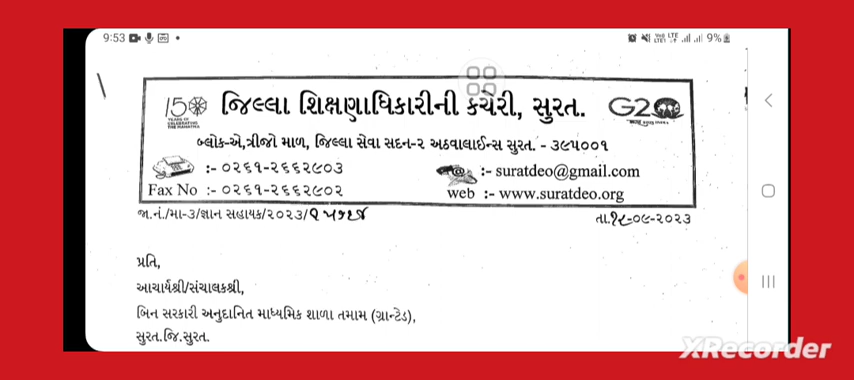 9:53
9%
150
YEARS OF
CELEBRATING
THE MAHATMA
જિલ્લા શિક્ષણાધિકારીની કચેરી, સુરત.
G20
બ્લોક-એ,ત્રીજો માળ, જિલ્લા સેવા સદન-ર અઠવાલાઈન્સ સુરત. - ૩૯૫૦૦૧
:- ૦૨૬૧-૨૬૬૨૯૦૩
:- suratdeo@gmail.com
Fax No :- ૦૨૬૧-૨૬૬૨૯૦૨
web :- www.suratdeo.org
જા.નં./મા-૩/જ્ઞાન સહાયક/૨૦૨૩/
તા.૧૮-૦૯-૨૦૨૩
પ્રતિ,
આચાર્યશ્રી/સંચાલકશ્રી,
બિન સરકારી અનુદાનિત માધ્યમિક શાળા તમામ (ગ્રાન્ટેડ),
સુરત.જિ.સુરત.
XRecorder